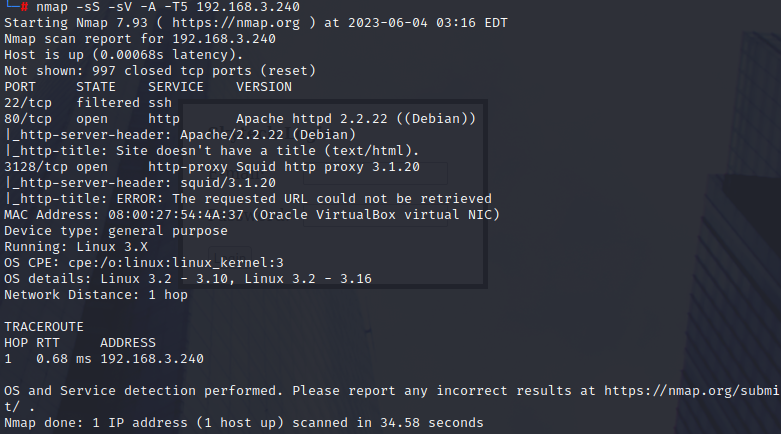 └─# nmap -sS -sV -A -T5 192.168.3.240
Starting Nmap 7.93 ( https://nmap.org ) at 2023-06-04 03:16 EDT
Nmap scan report for 192.168.3.240
Host is up (0.00068s latency).
Not shown: 997 closed tcp ports (reset)
PORT     STATE    SERVICE    VERSION
22/tcp   filtered ssh
80/tcp   open     http       Apache httpd 2.2.22 ((Debian))
|_http-server-header: Apache/2.2.22 (Debian)
|_http-title: Site doesn't have a title (text/html).
3128/tcp open     http-proxy Squid http proxy 3.1.20
|_http-server-header: squid/3.1.20
|_http-title: ERROR: The requested URL could not be retrieved
MAC Address: 08:00:27:54:4A:37 (Oracle VirtualBox virtual NIC)
Device type: general purpose
Running: Linux 3.X
OS CPE: cpe:/o:linux:linux_kernel:3
OS details: Linux 3.2 - 3.10, Linux 3.2 - 3.16
Network Distance: 1 hop
TRACEROUTE
HOP RTT     ADDRESS
1   0.68 ms 192.168.3.240
OS and Service detection performed. Please report any incorrect results at https://nmap.org/submi
t/ .
Nmap done: 1 IP address (1 host up) scanned in 34.58 seconds